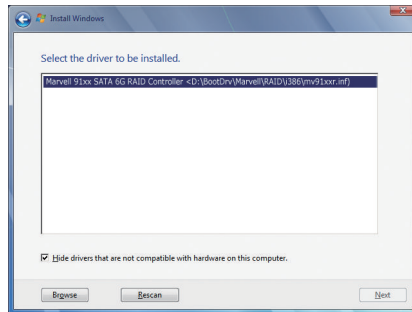 Install Windows
Select the driver to be installed.
Marvell 91xx SATA 6G RAID Controller <D:\BootDrv\Marvell\RAID\i386\mv91xxr.inf)
Hide drivers that are not compatible with hardware on this computer.
Browse Rescan Next